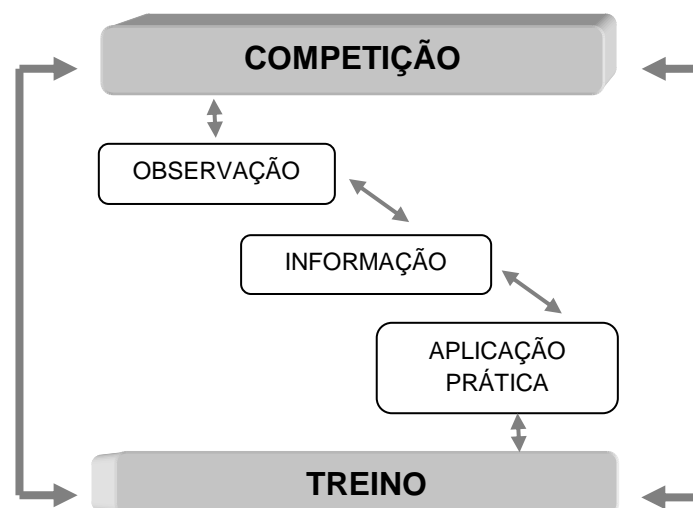 COMPETIÇÃO
OBSERVAÇÃO
INFORMAÇÃO
APLICAÇÃO
PRÁTICA
TREINO